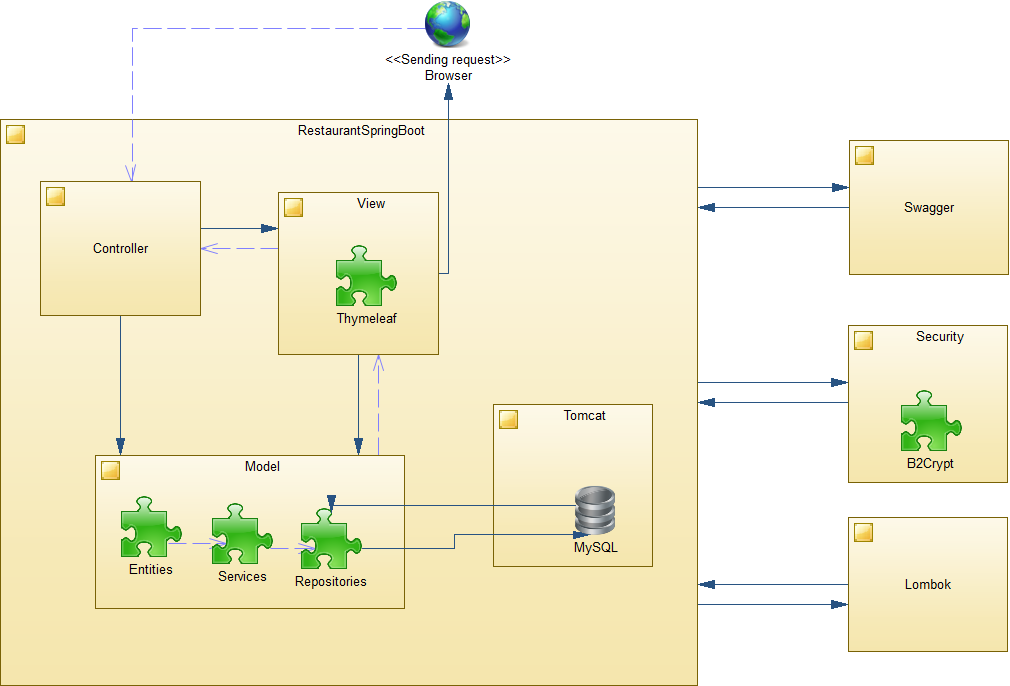 <<Sending request>>
Browser
RestaurantSpringBoot
Controller
View
Thymeleaf
Swagger
Security
B2Crypt
Tomcat
MySQL
Model
Entities
Services
Repositories
Lombok